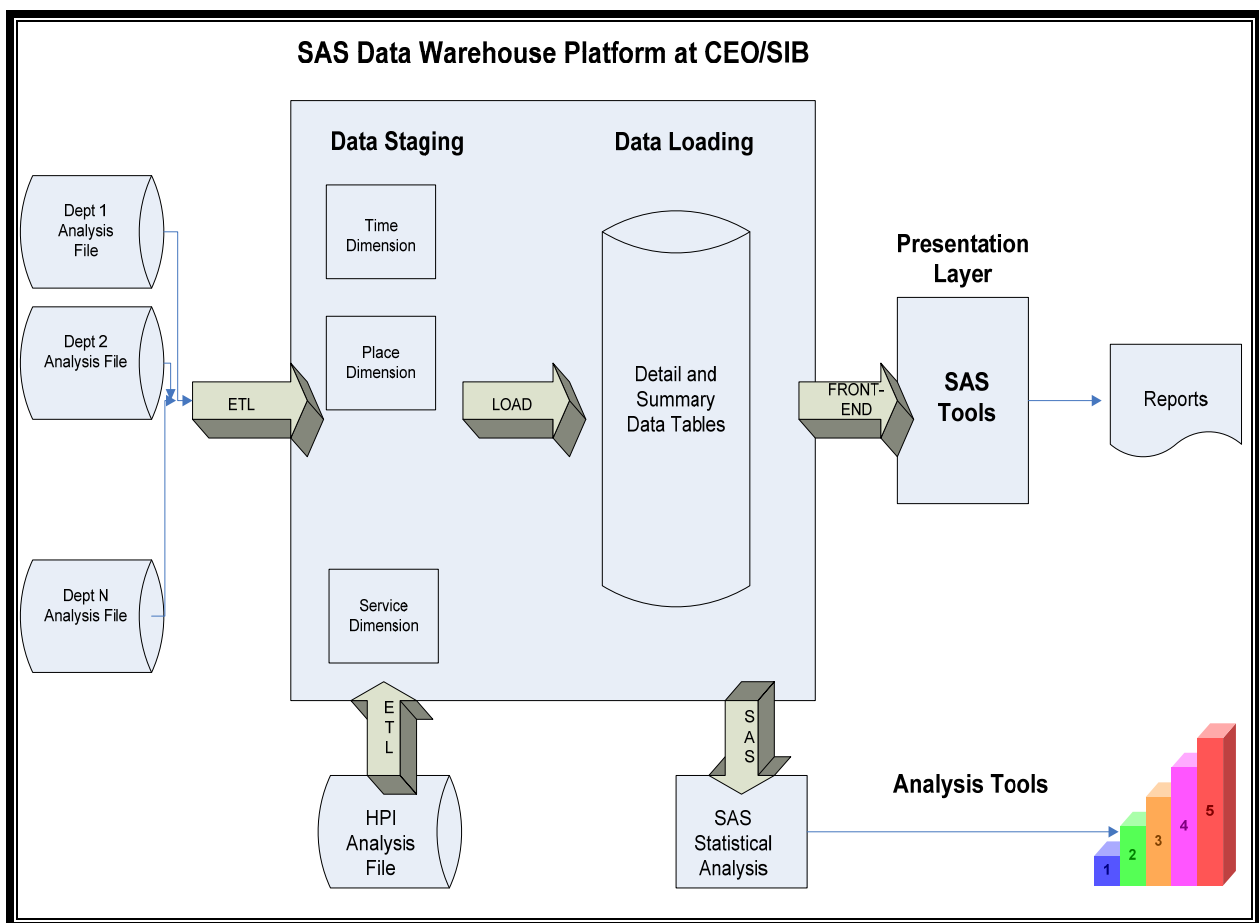 SAS Data Warehouse Platform at CEO/SIB
Data Staging
Data Loading
Dept 1
Analysis
File
Time
Dimension
Presentation
Layer
Dept 2
Analysis File
Place
Dimension
ETL
LOAD
Detail and
Summary
Data Tables
FRONT-
END
SAS
Tools
Reports
Dept N
Analysis File
Service
Dimension
E
T
L
S
A
S
HPI
Analysis
File
SAS
Statistical
Analysis
Analysis Tools
1
2
3
4
5